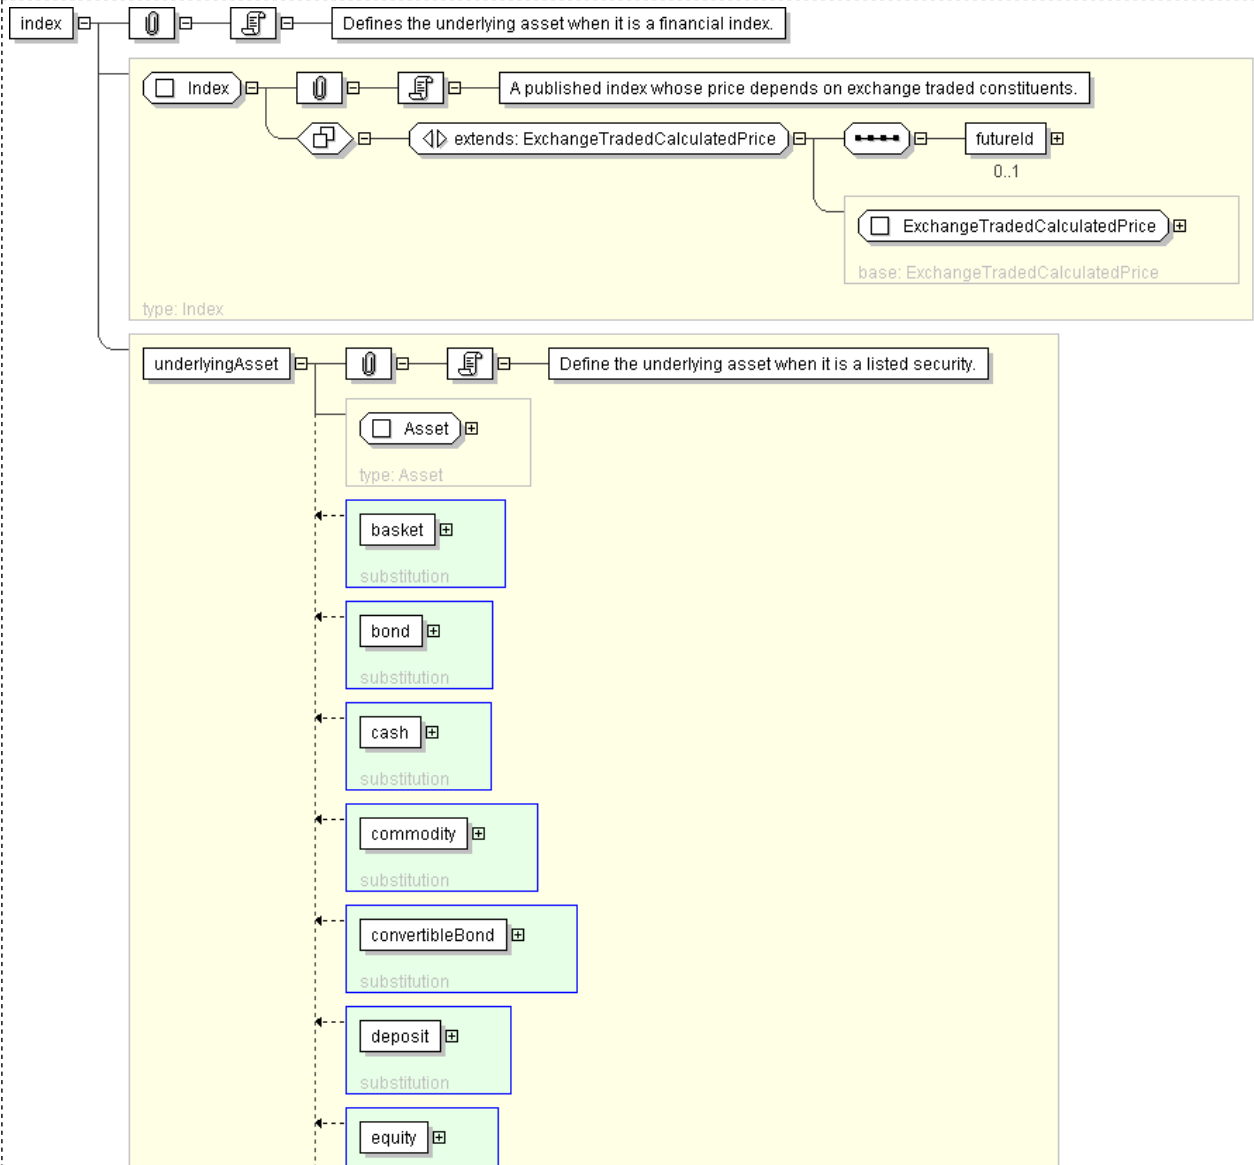 index
Defines the underlying asset when it is a financial index.
Index
A published index whose price depends on exchange traded constituents.
extends: ExchangeTradedCalculatedPrice
futureId
0..1
ExchangeTradedCalculatedPrice
base: ExchangeTradedCalculatedPrice
type: Index
underlyingAsset
Define the underlying asset when it is a listed security.
Asset
type: Asset
basket
substitution
bond
substitution
cash
substitution
commodity
substitution
convertibleBond
substitution
deposit
substitution
equity